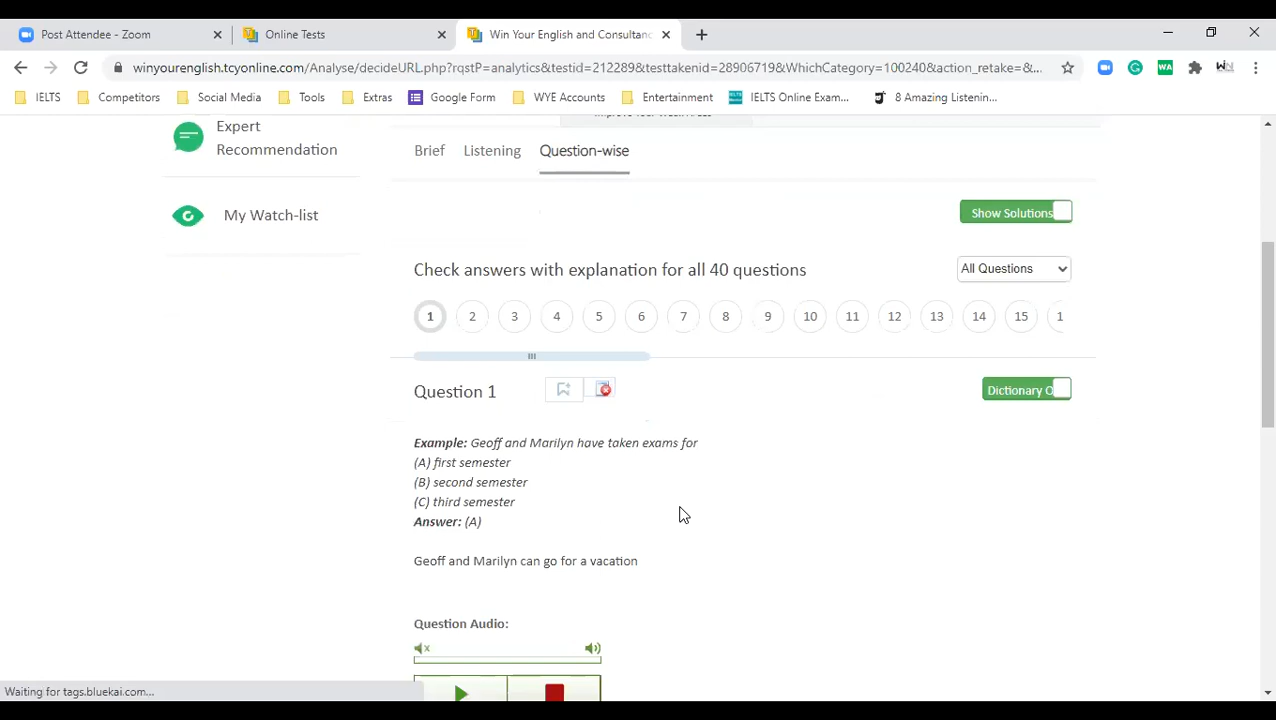 Post Attendee - Zoom
Online Tests
Win Your English and Consultanc
winyourenglish.tcyonline.com/Analyse/decideURL.php?rqstP=analytics&testid=212289&testtakenid=28906719&WhichCategory=100240&action_retake=&...
IELTS
Competitors
Social Media
Tools
Extras
Google Form
WYE Accounts
Entertainment
IELTS Online Exam...
8 Amazing Listenin...
Expert
Recommendation
My Watch-list
Brief
Listening
Question-wise
Show Solutions
Check answers with explanation for all 40 questions
All Questions
1 2 3 4 5 6 7 8 9 10 11 12 13 14 15 1
Question 1
Dictionary O
Example: Geoff and Marilyn have taken exams for
(A) first semester
(B) second semester
(C) third semester
Answer: (A)
Geoff and Marilyn can go for a vacation
Question Audio:
Waiting for tags.bluekai.com...